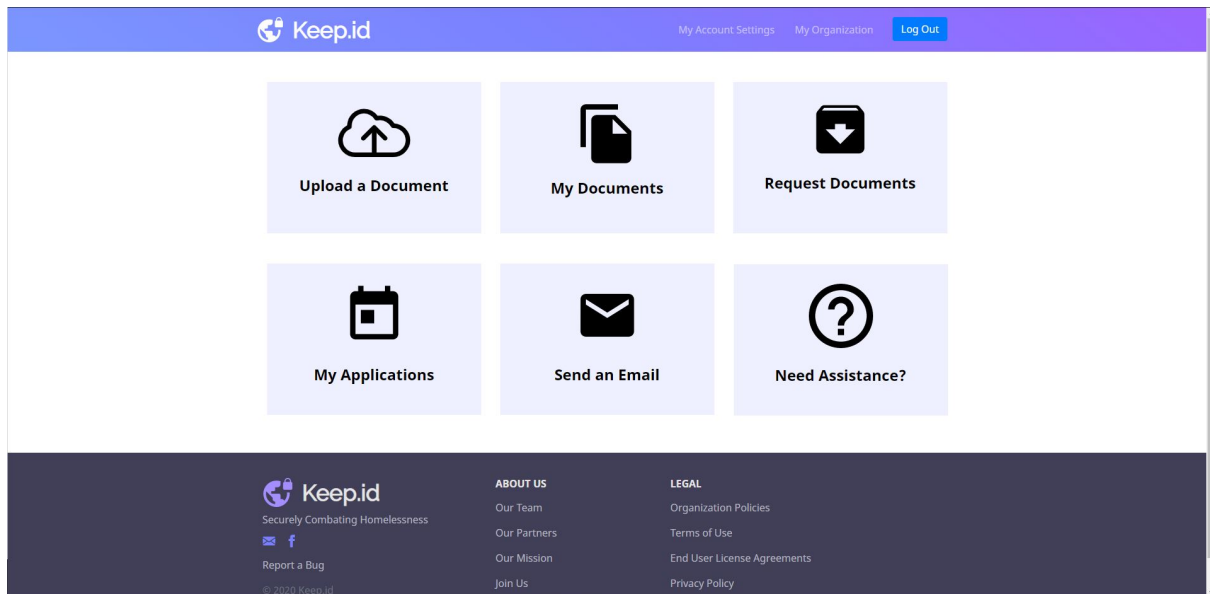 Keep.id
My Account Settings
My Organization
Log Out
Upload a Document
My Documents
Request Documents
My Applications
Send an Email
Need Assistance?
Keep.id
Securely Combating Homelessness
Report a Bug
© 2020 Keep.id
ABOUT US
Our Team
Our Partners
Our Mission
Join Us
LEGAL
Organization Policies
Terms of Use
End User License Agreements
Privacy Policy